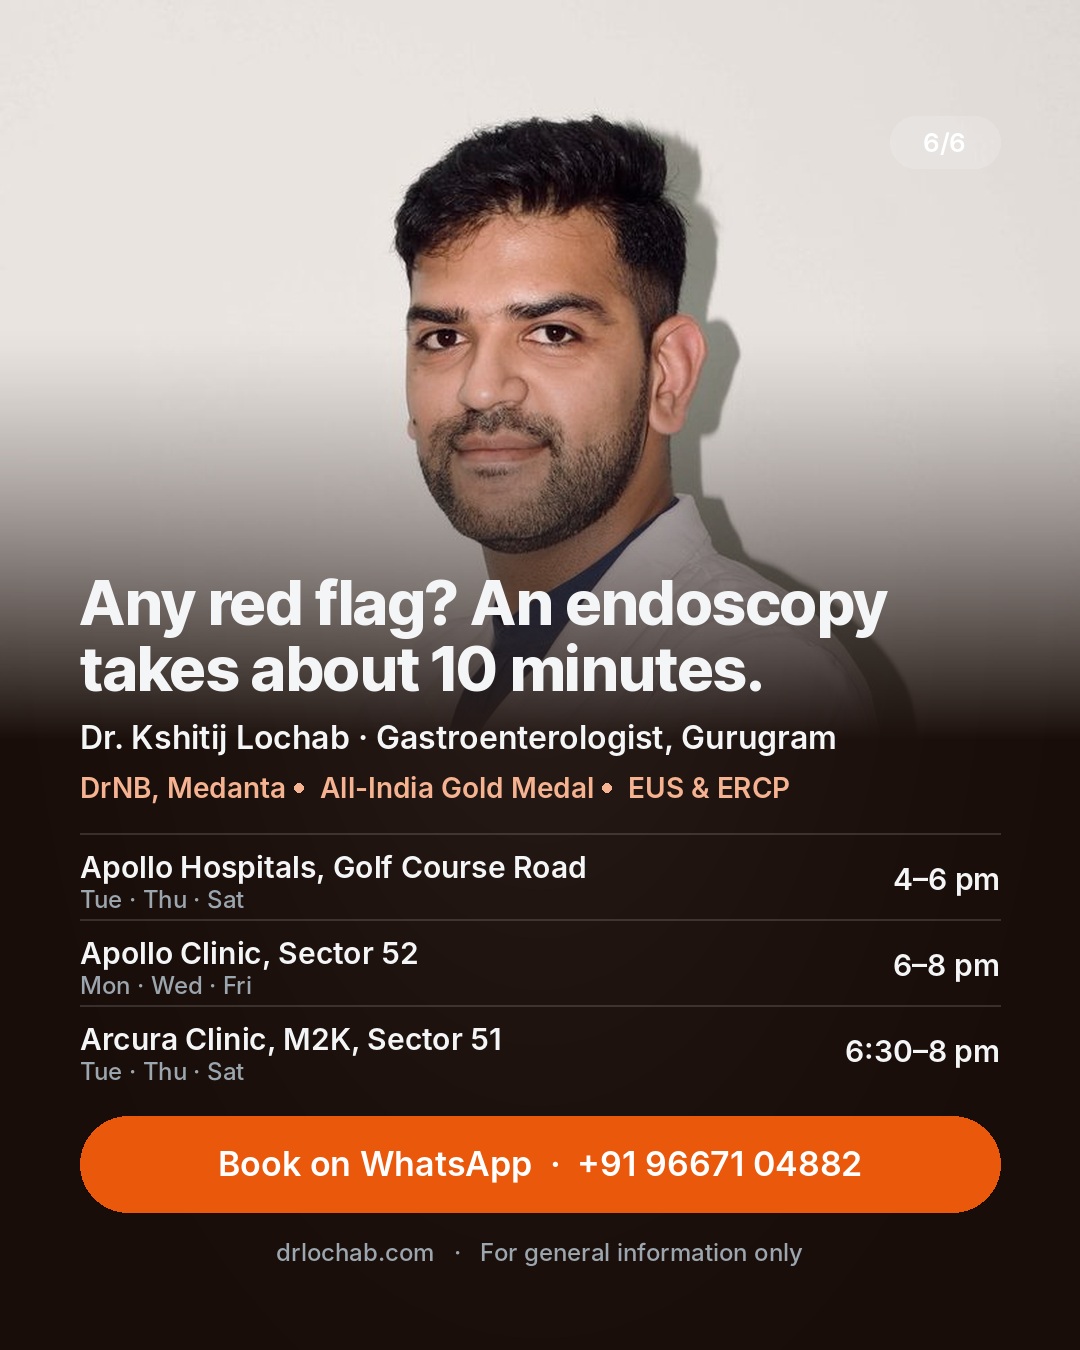 6/6
Any red flag? An endoscopy
takes about 10 minutes.
Dr. Kshitij Lochab · Gastroenterologist, Gurugram
DrNB, Medanta • All-India Gold Medal • EUS & ERCP
Apollo Hospitals, Golf Course Road
Tue · Thu · Sat
4–6 pm
Apollo Clinic, Sector 52
Mon · Wed · Fri
6–8 pm
Arcura Clinic, M2K, Sector 51
Tue · Thu · Sat
6:30–8 pm
Book on WhatsApp · +91 96671 04882
drlochab.com · For general information only